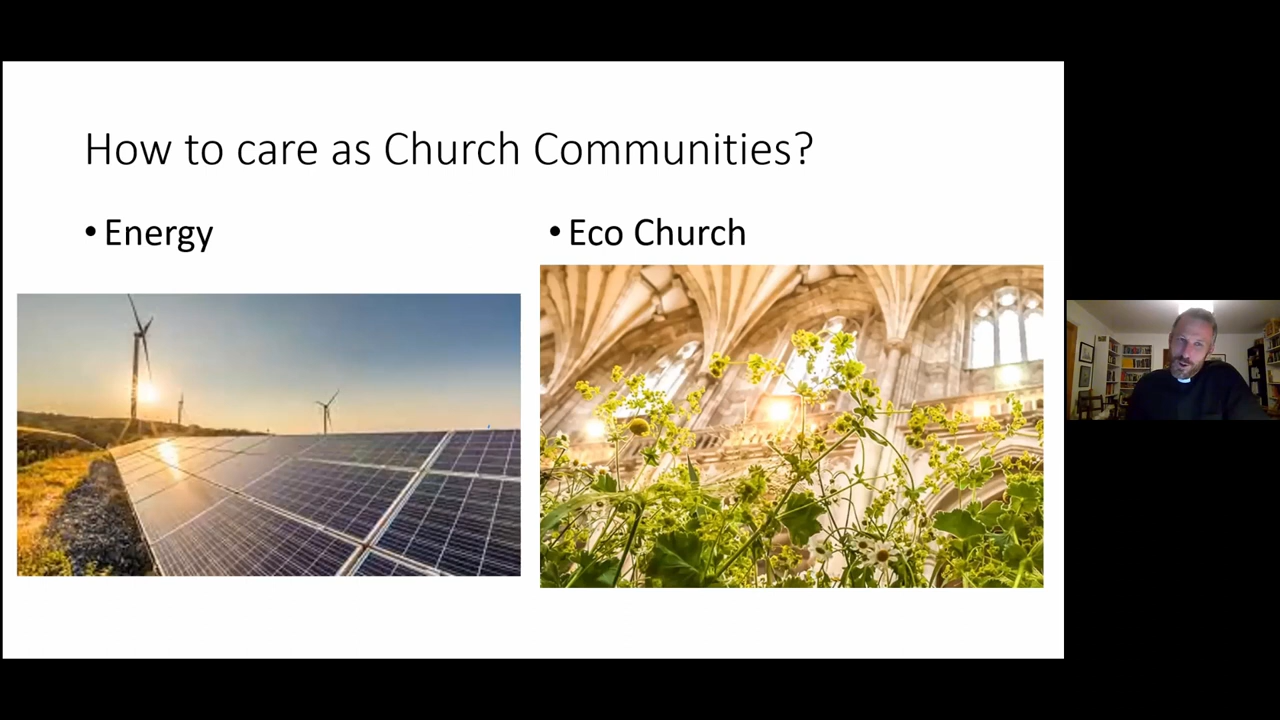 How to care as Church Communities?
• Energy
• Eco Church